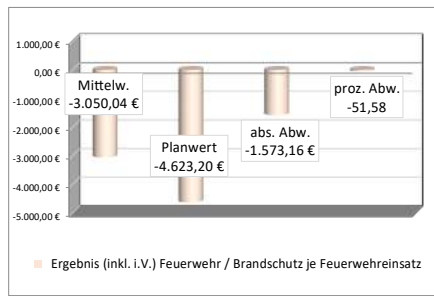 1.000,00 €
0,00 €
-1.000,00 €
-2.000,00 €
-3.000,00 €
-4.000,00 €
-5.000,00 €
Mittelw.
-3.050,04 €
Planwert
-4.623,20 €
abs. Abw.
-1.573,16 €
proz. Abw.
-51,58
Ergebnis (inkl. i.V.) Feuerwehr / Brandschutz je Feuerwehreinsatz